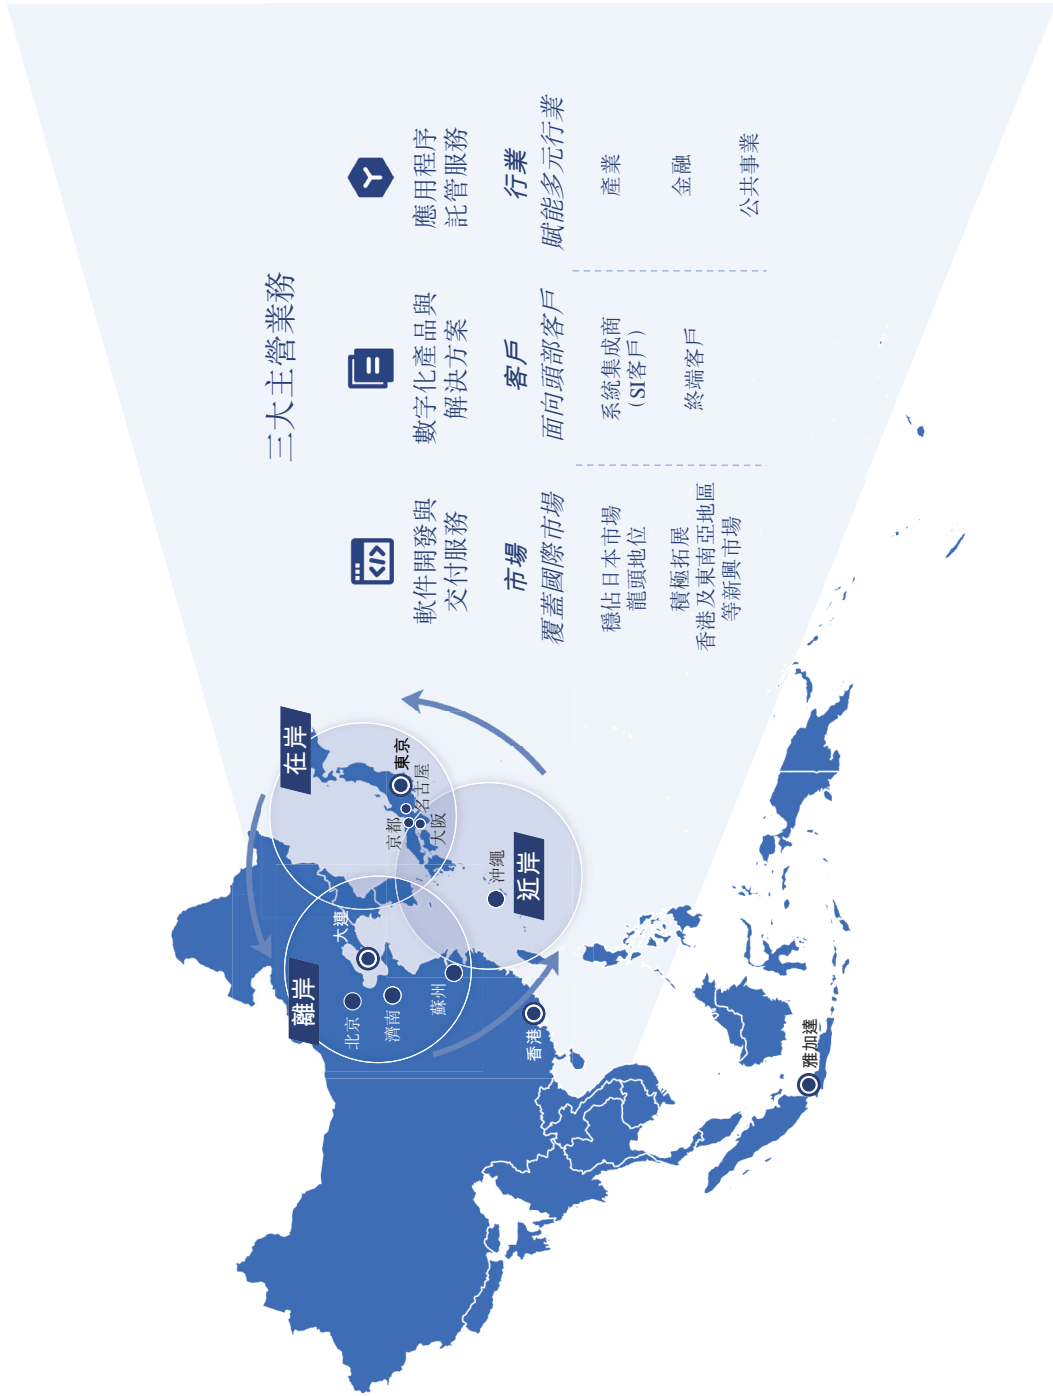 三大主營業務
軟件開發與
交付服務
數字化產品與
解決方案
應用程序
託管服務
市場
覆蓋國際市場
客戶
面向頭部客戶
行業
賦能多元行業
穩佔日本市場
龍頭地位
積極拓展
香港及東南亞地區
等新興市場
系統集成商
（SI客戶）
終端客戶
產業
金融
公共事業
離岸
在岸
近岸
北京
濟南
大連
蘇州
京都
東京
名古屋
大阪
沖繩
香港
雅加達